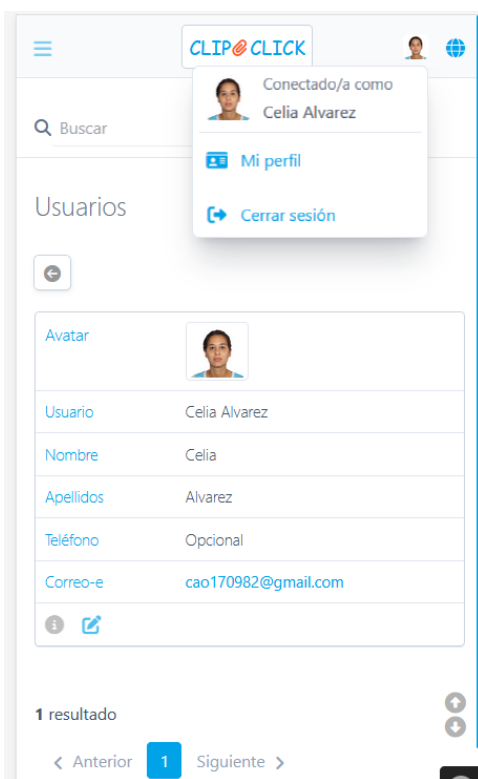 CLIP CLICK
Conectado/a como
Celia Alvarez
Buscar
Mi perfil
Cerrar sesión
Usuarios
Avatar
Usuario Celia Alvarez
Nombre Celia
Apellidos Alvarez
Teléfono Opcional
Correo-e cao170982@gmail.com
1 resultado
Anterior 1 Siguiente